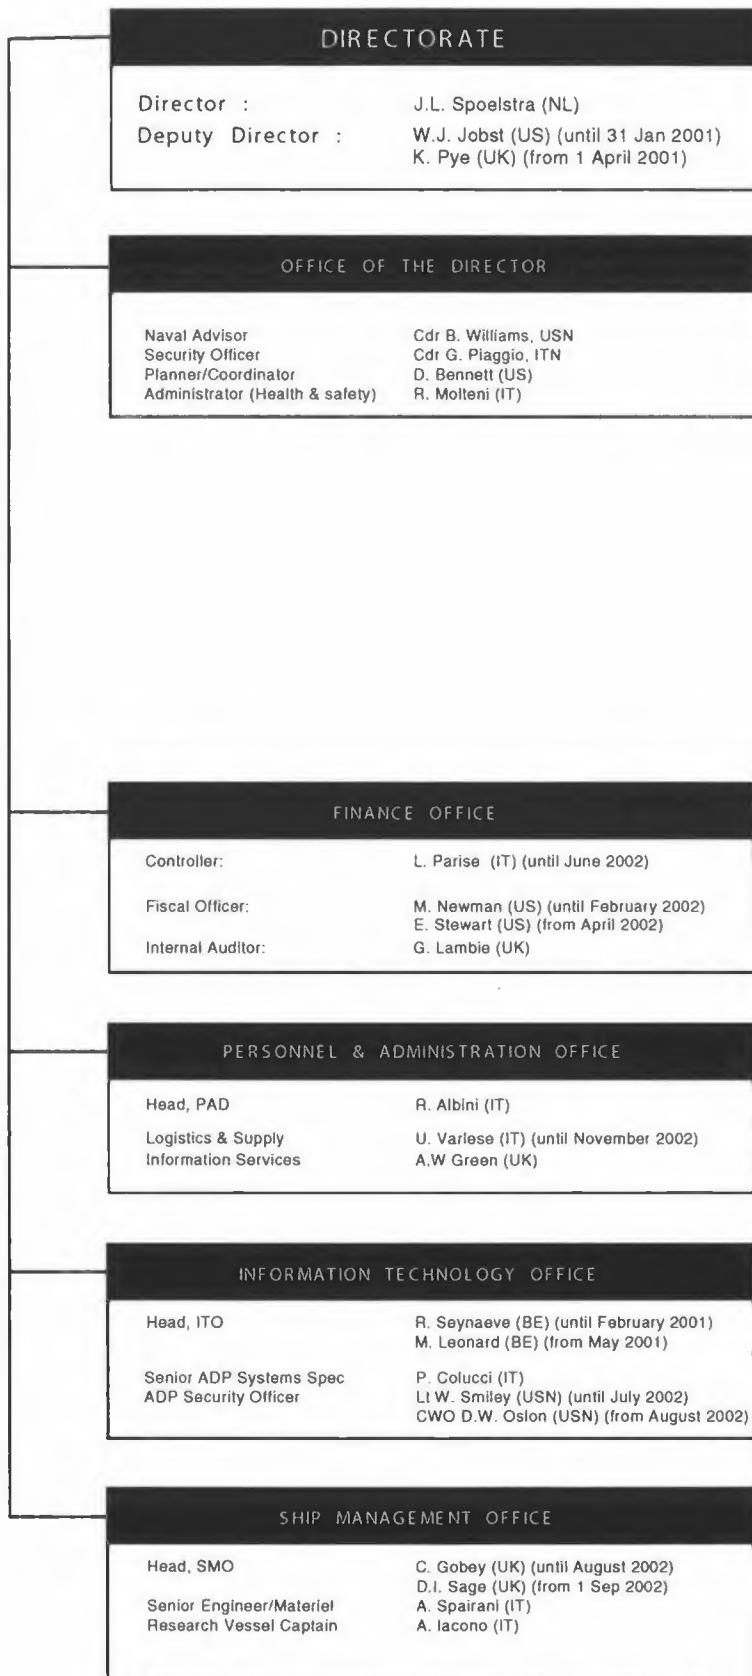 DIRECTORATE
Director : J.L. Spoelstra (NL)
Deputy Director : W.J. Jobst (US) (until 31 Jan 2001)
K. Pye (UK) (from 1 April 2001)
OFFICE OF THE DIRECTOR
Naval Advisor Cdr B. Williams, USN
Security Officer Cdr G. Piaggio, ITN
Planner/Coordinator D. Bennett (US)
Administrator (Health & safety) R. Molteni (IT)
FINANCE OFFICE
Controller: L. Parise (IT) (until June 2002)
Fiscal Officer: M. Newman (US) (until February 2002)
E. Stewart (US) (from April 2002)
Internal Auditor: G. Lambie (UK)
PERSONNEL & ADMINISTRATION OFFICE
Head, PAD R. Albini (IT)
Logistics & Supply U. Varlese (IT) (until November 2002)
Information Services A.W Green (UK)
INFORMATION TECHNOLOGY OFFICE
Head, ITO R. Seynaeve (BE) (until February 2001)
M. Leonard (BE) (from May 2001)
Senior ADP Systems Spec P. Colucci (IT)
ADP Security Officer Lt W. Smiley (USN) (until July 2002)
CWO D.W. Oslon (USN) (from August 2002)
SHIP MANAGEMENT OFFICE
Head, SMO C. Gobey (UK) (until August 2002)
D.I. Sage (UK) (from 1 Sep 2002)
Senior Engineer/Materiel A. Spairani (IT)
Research Vessel Captain A. Iacono (IT)